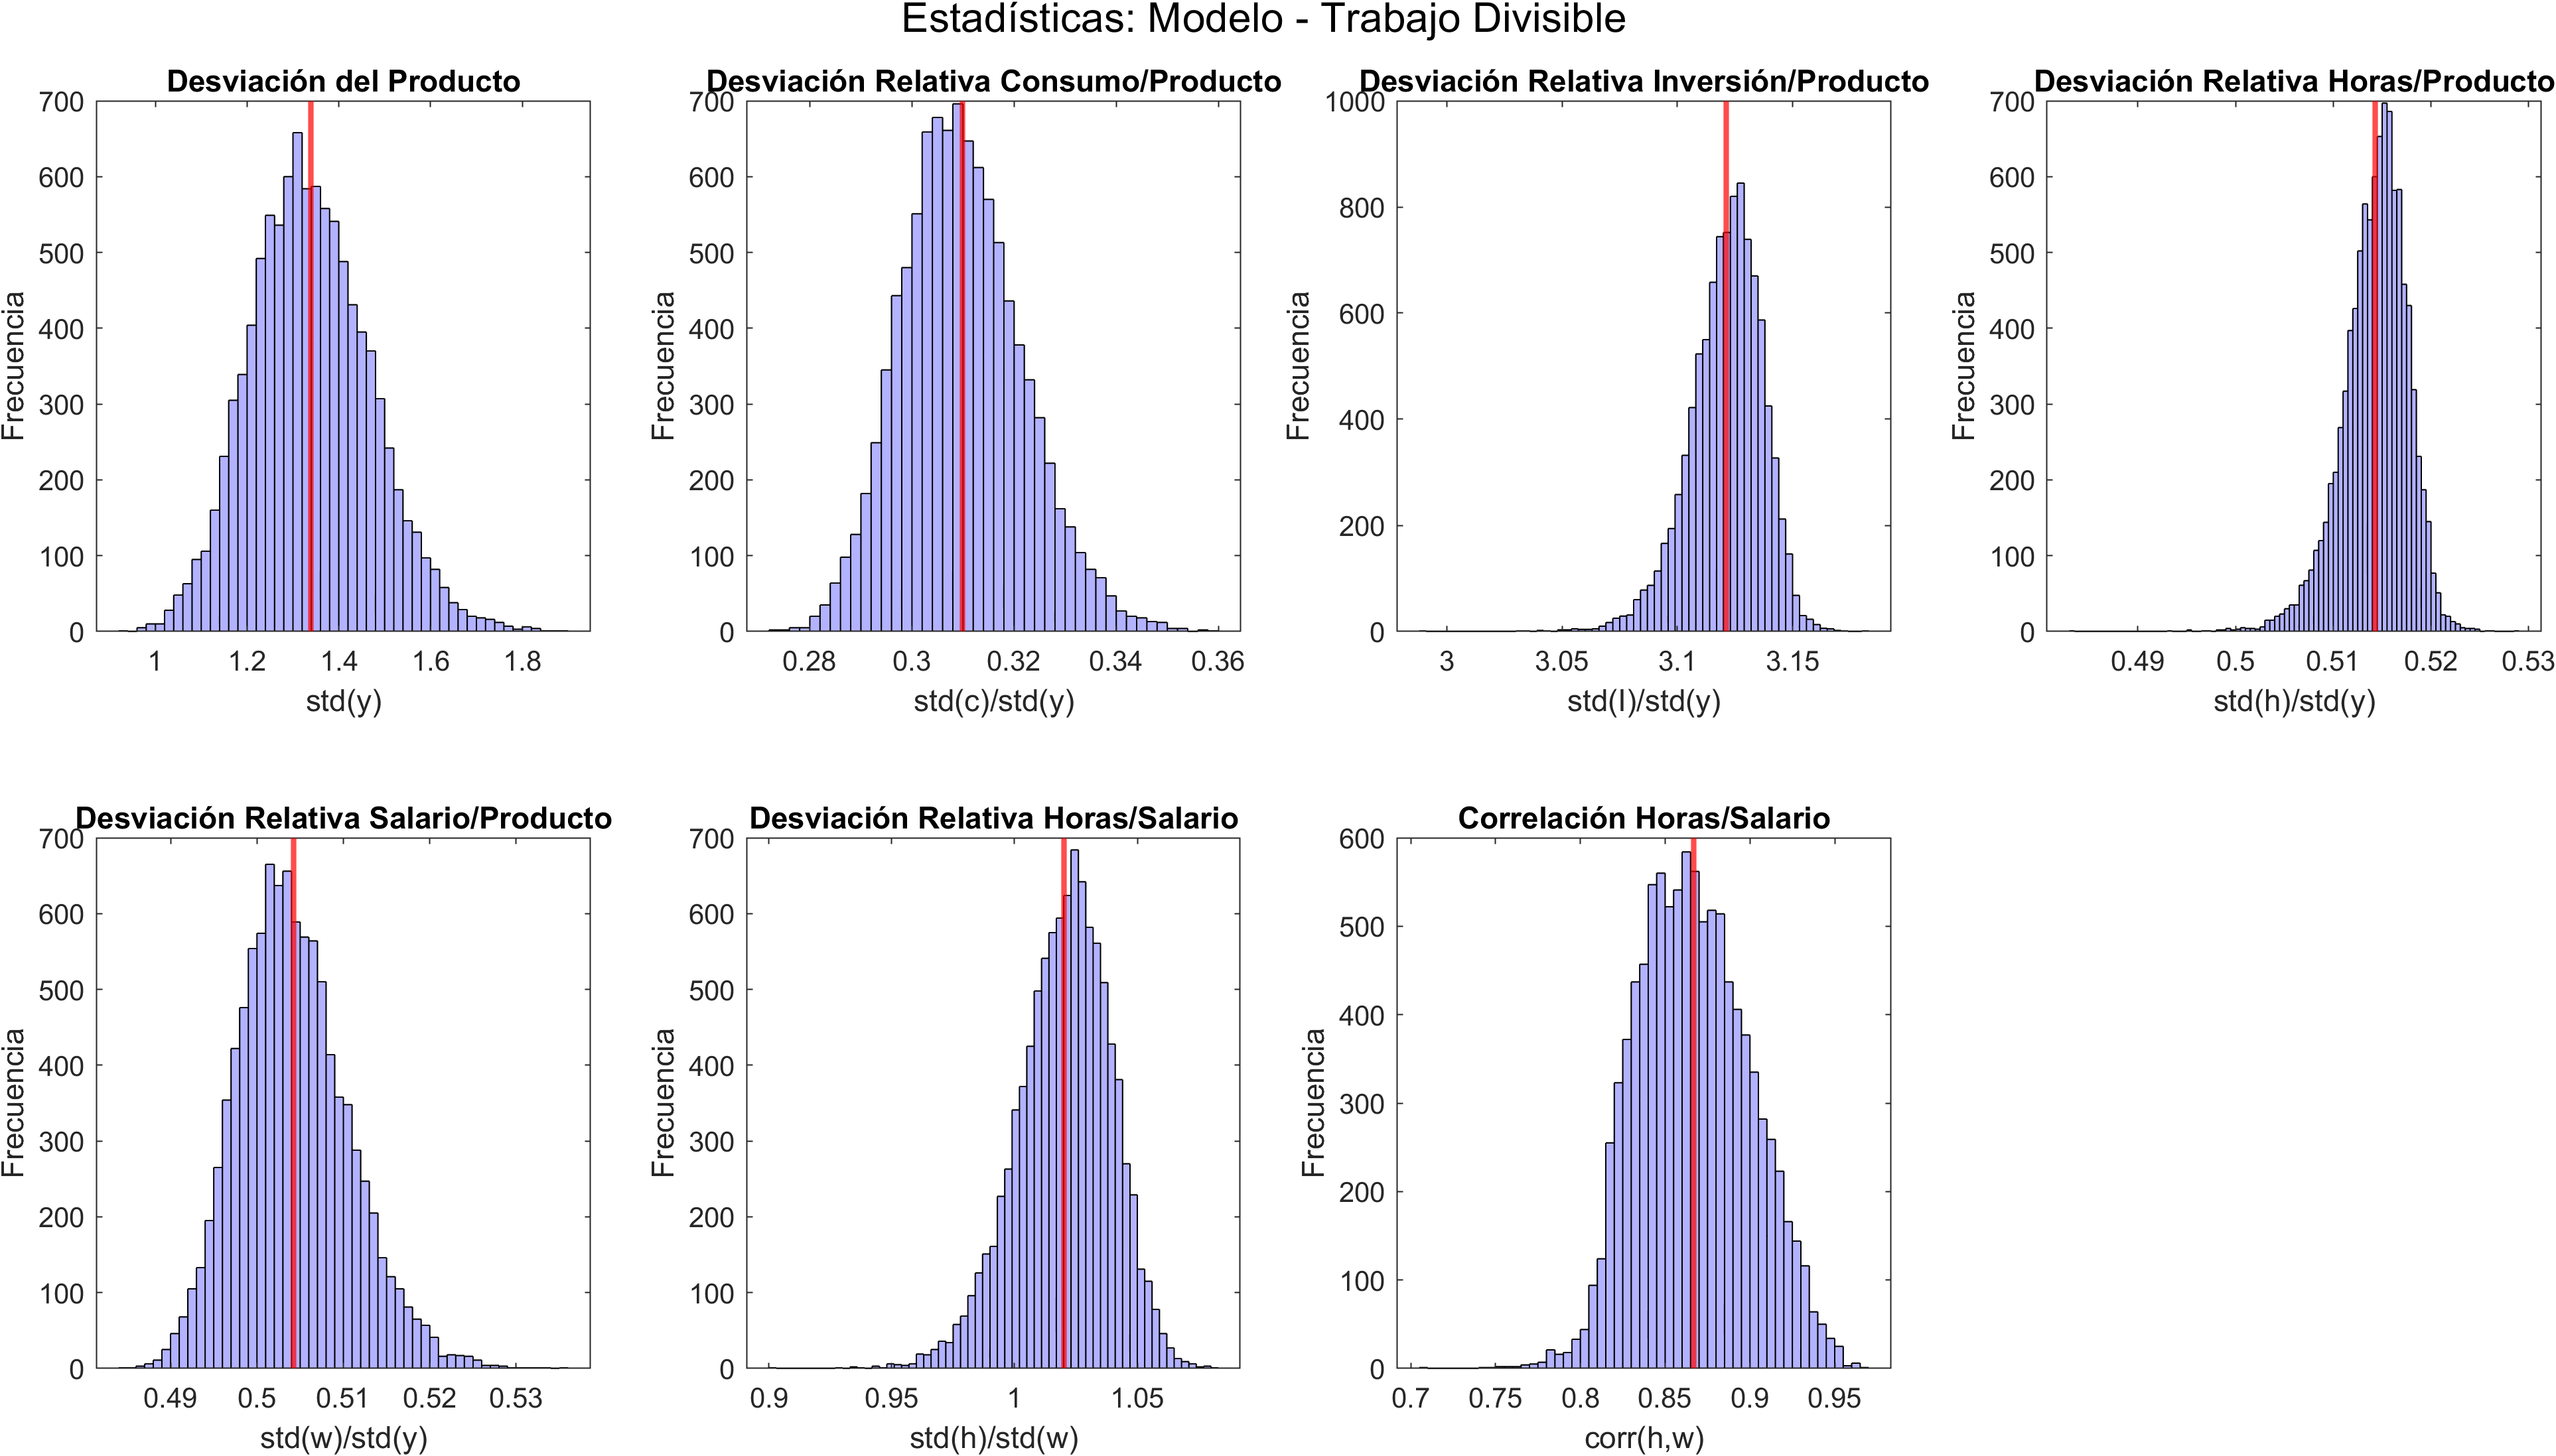 Estadísticas: Modelo - Trabajo Divisible
Desviación del Producto
700
600
500
400
300
200
100
0
Frecuencia
1 1.2 1.4 1.6 1.8
std(y)
Desviación Relativa Consumo/Producto
700
600
500
400
300
200
100
0
Frecuencia
0.28 0.3 0.32 0.34 0.36
std(c)/std(y)
Desviación Relativa Inversión/Producto
1000
800
600
400
200
0
Frecuencia
3 3.05 3.1 3.15
std(I)/std(y)
Desviación Relativa Horas/Producto
700
600
500
400
300
200
100
0
Frecuencia
0.49 0.5 0.51 0.52 0.53
std(h)/std(y)
Desviación Relativa Salario/Producto
700
600
500
400
300
200
100
0
Frecuencia
0.49 0.5 0.51 0.52 0.53
std(w)/std(y)
Desviación Relativa Horas/Salario
700
600
500
400
300
200
100
0
Frecuencia
0.9 0.95 1 1.05
std(h)/std(w)
Correlación Horas/Salario
600
500
400
300
200
100
0
Frecuencia
0.7 0.75 0.8 0.85 0.9 0.95
corr(h,w)